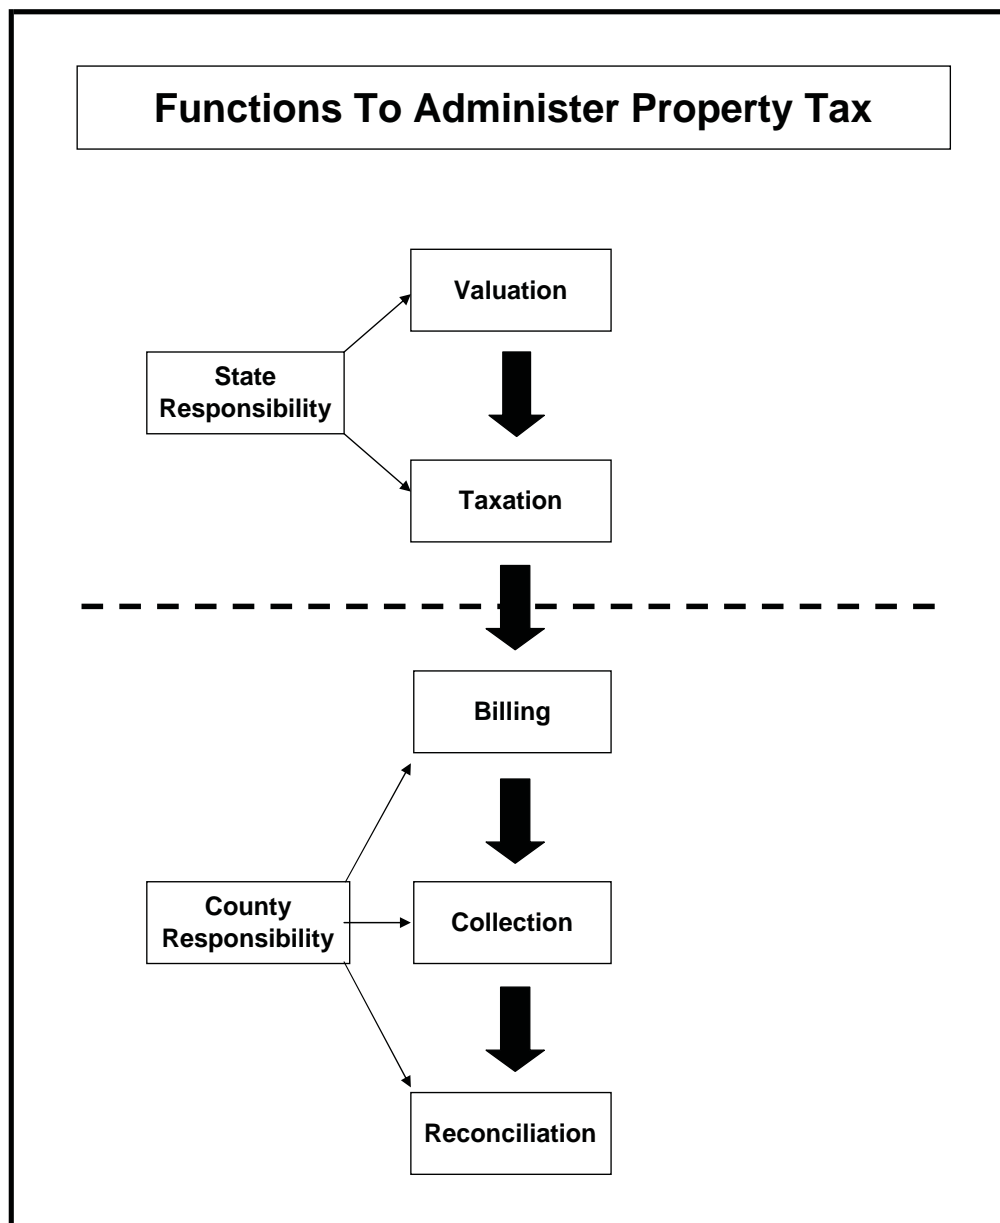 Functions To Administer Property Tax
Valuation
State
Responsibility
Taxation
Billing
County
Responsibility
Collection
Reconciliation